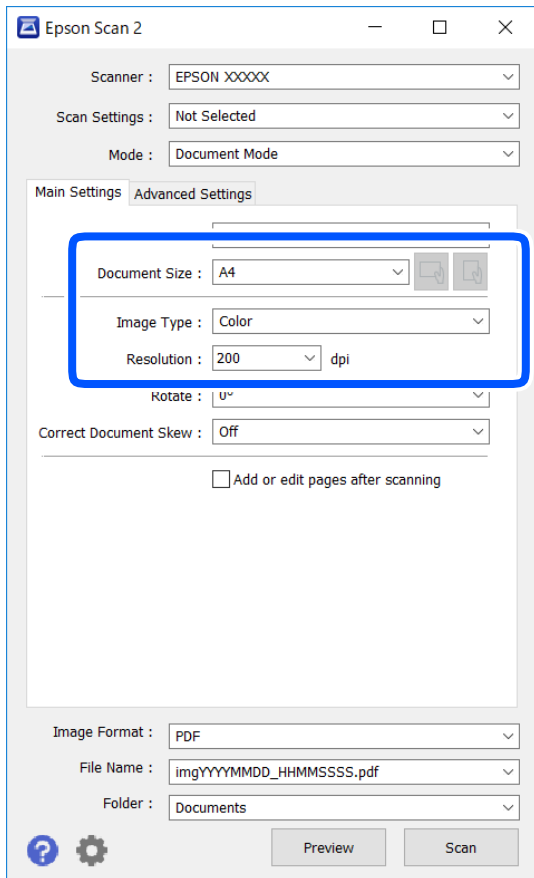 Epson Scan 2
Scanner : EPSON XXXXX
Scan Settings : Not Selected
Mode : Document Mode
Main Settings Advanced Settings
Document Size : A4
Image Type : Color
Resolution : 200 dpi
Rotate : 0°
Correct Document Skew : Off
Add or edit pages after scanning
Image Format : PDF
File Name : imgYYYYMMDD_HHMMSSSS.pdf
Folder : Documents
? Preview Scan